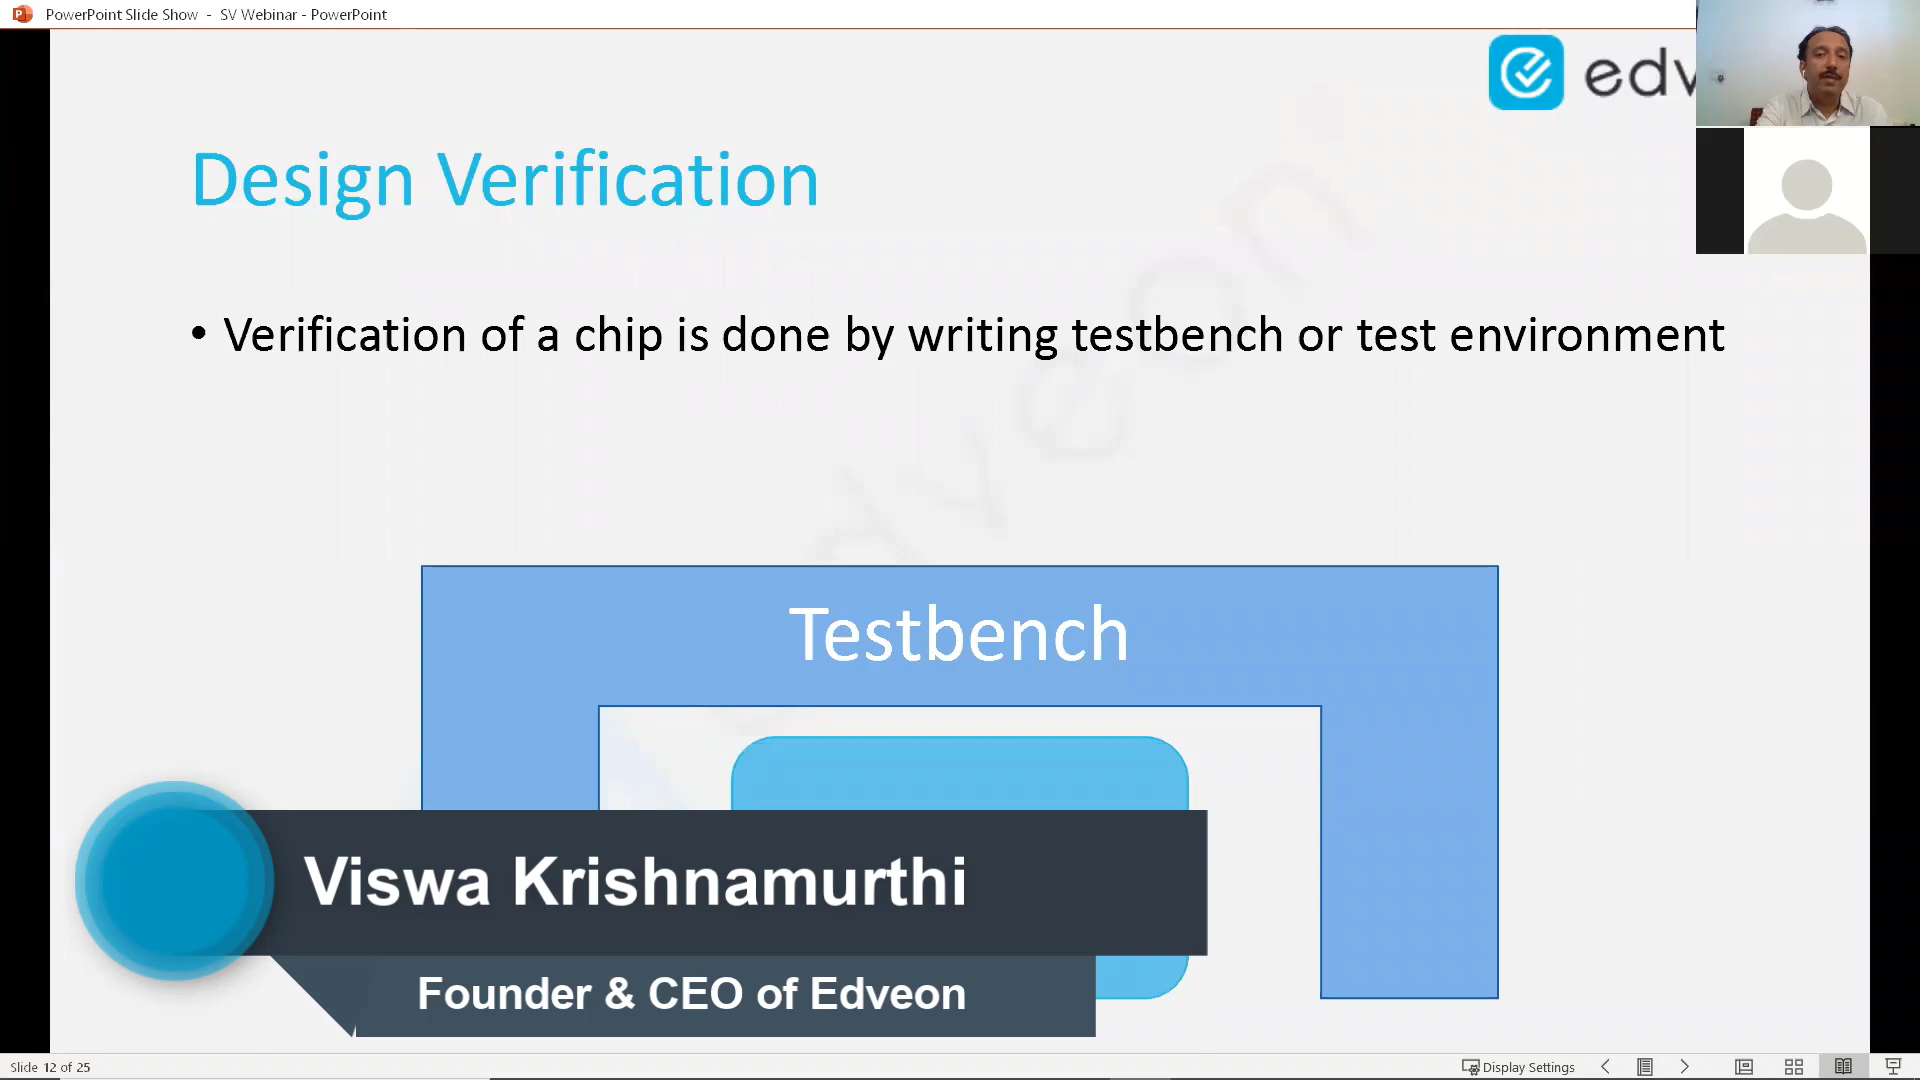 PowerPoint Slide Show - SV Webinar - PowerPoint
edv
Design Verification
• Verification of a chip is done by writing testbench or test environment
edveon
Testbench
Viswa Krishnamurthi
Founder & CEO of Edveon
Slide 12 of 25
Display Settings